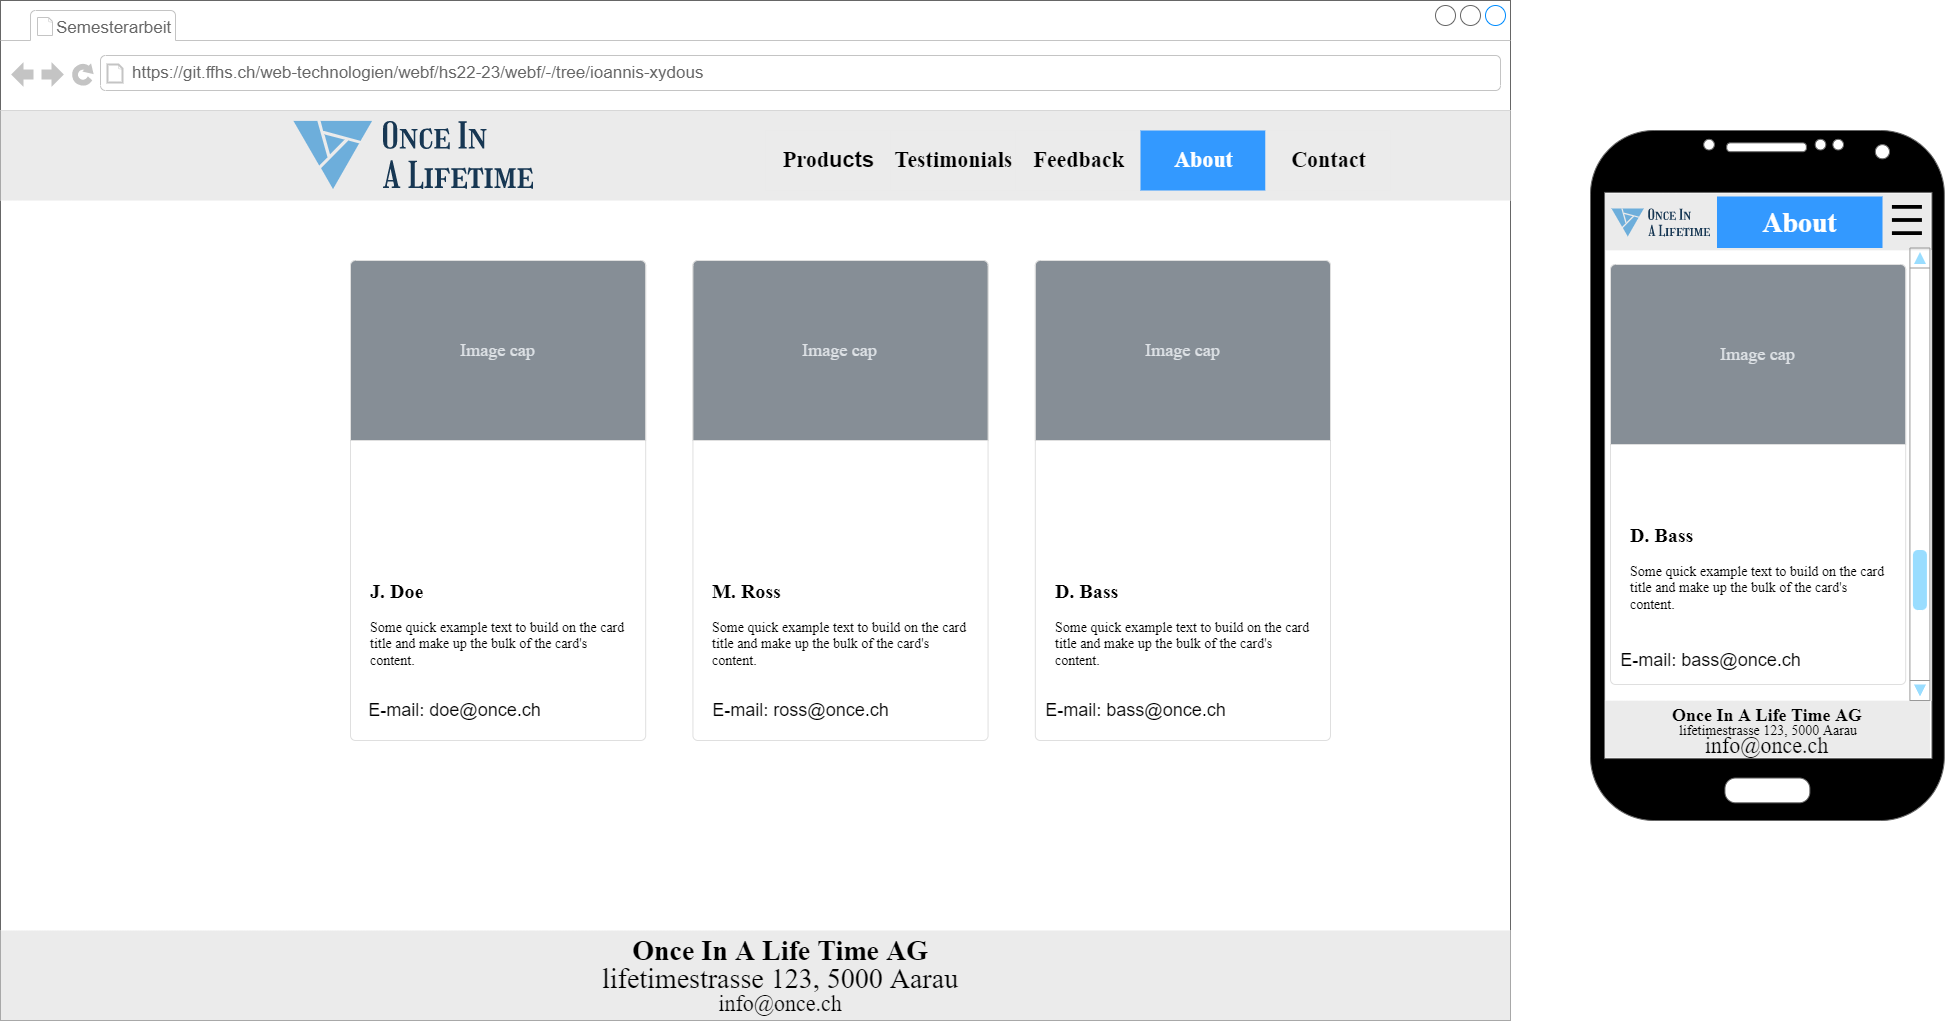 Semesterarbeit
https://git.ffhs.ch/web-technologien/webf/hs22-23/webf/-/tree/ioannis-xydous
Once In
A Lifetime
Products Testimonials Feedback About Contact
Image cap
J. Doe
Some quick example text to build on the card
title and make up the bulk of the card's
content.
E-mail: doe@once.ch
Image cap
M. Ross
Some quick example text to build on the card
title and make up the bulk of the card's
content.
E-mail: ross@once.ch
Image cap
D. Bass
Some quick example text to build on the card
title and make up the bulk of the card's
content.
E-mail: bass@once.ch
Once In A Life Time AG
lifetimestrasse 123, 5000 Aarau
info@once.ch
Once In
A Lifetime
About
Image cap
D. Bass
Some quick example text to build on the card
title and make up the bulk of the card's
content.
E-mail: bass@once.ch
Once In A Life Time AG
lifetimestrasse 123, 5000 Aarau
info@once.ch